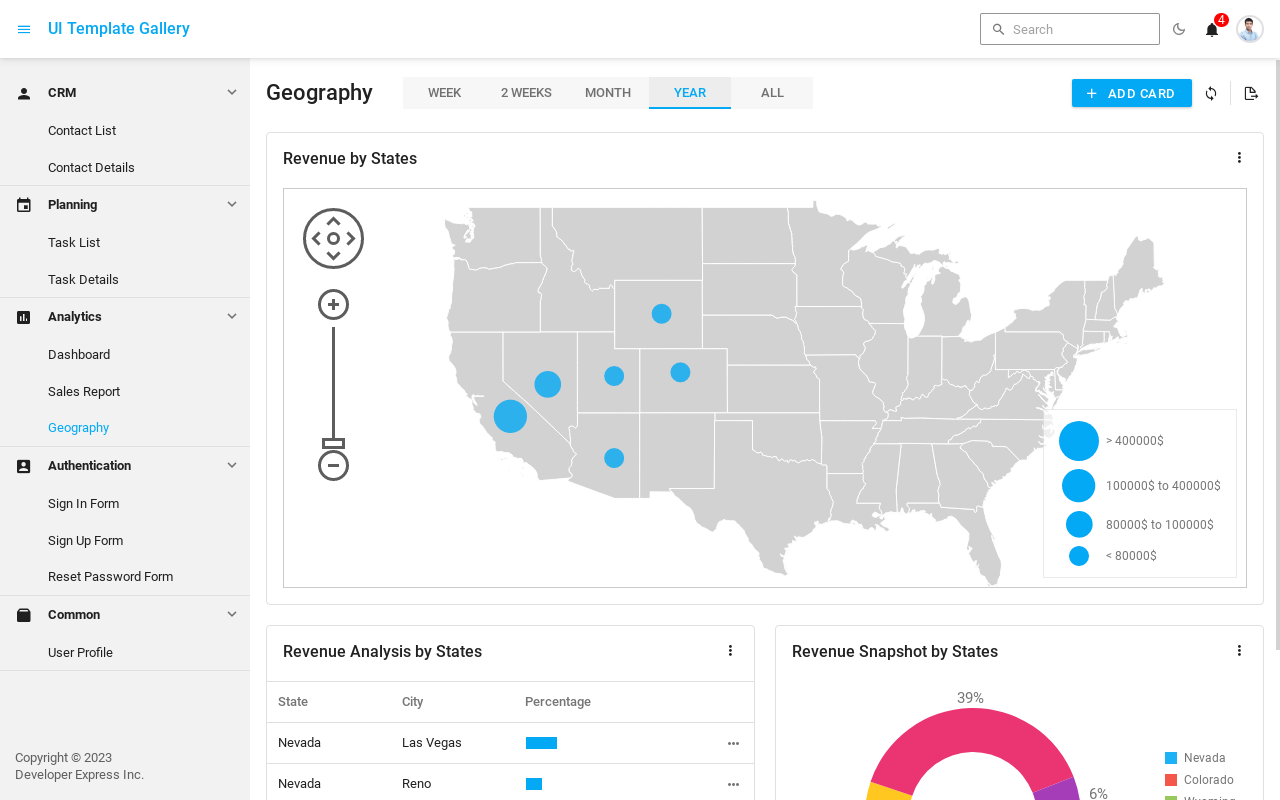 UI Template Gallery
Search
4
CRM
Contact List
Contact Details
Planning
Task List
Task Details
Analytics
Dashboard
Sales Report
Geography
Authentication
Sign In Form
Sign Up Form
Reset Password Form
Common
User Profile
Copyright © 2023
Developer Express Inc.
Geography
WEEK
2 WEEKS
MONTH
YEAR
ALL
ADD CARD
Revenue by States
> 400000$
100000$ to 400000$
80000$ to 100000$
< 80000$
Revenue Analysis by States
State City Percentage
Nevada Las Vegas
Nevada Reno
Revenue Snapshot by States
39%
6%
Nevada
Colorado
Wyoming